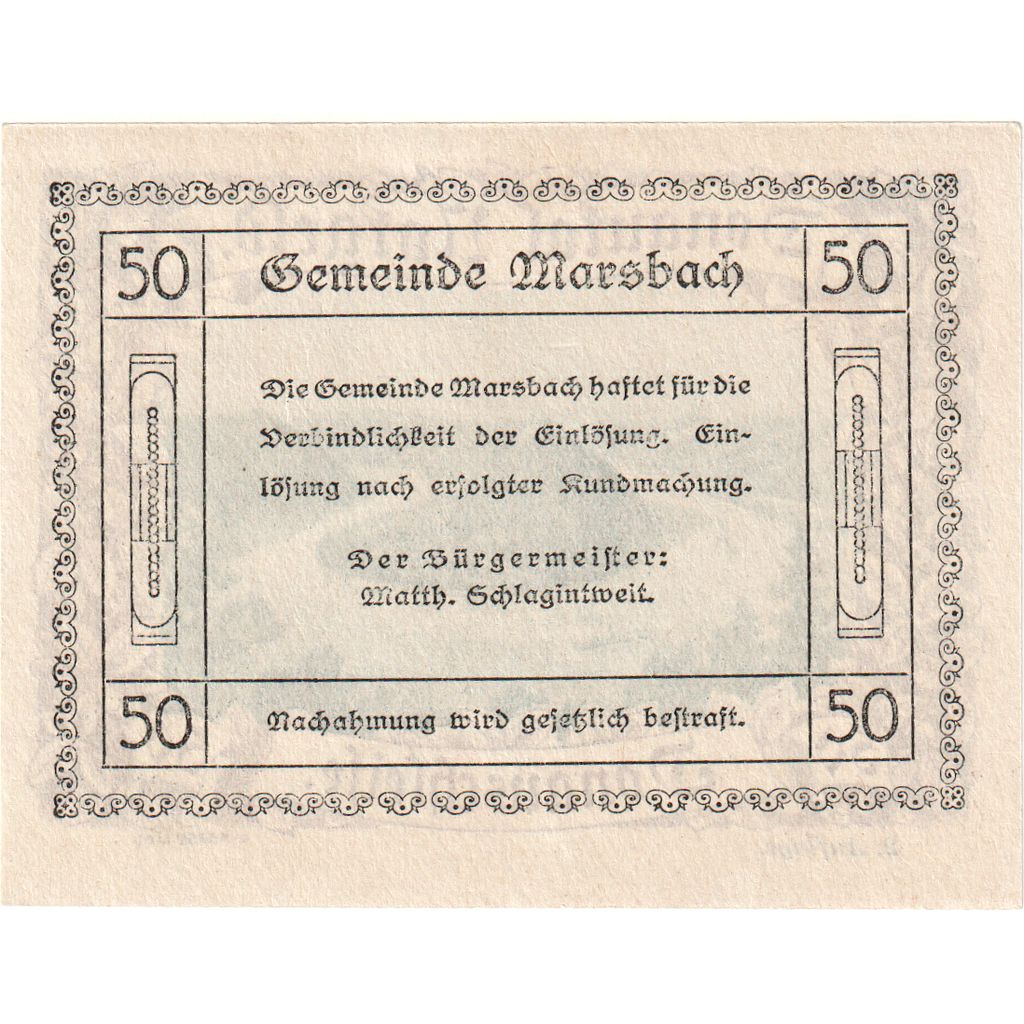 50 Gemeinde Marsbach 50
Die Gemeinde Marsbach haftet für die
Verbindlichkeit der Einlösung. Ein-
lösung nach erfolgter Kundmachung.
Der Bürgermeister:
Matth. Schlagintweit.
50 Nachahmung wird gesetzlich bestraft. 50